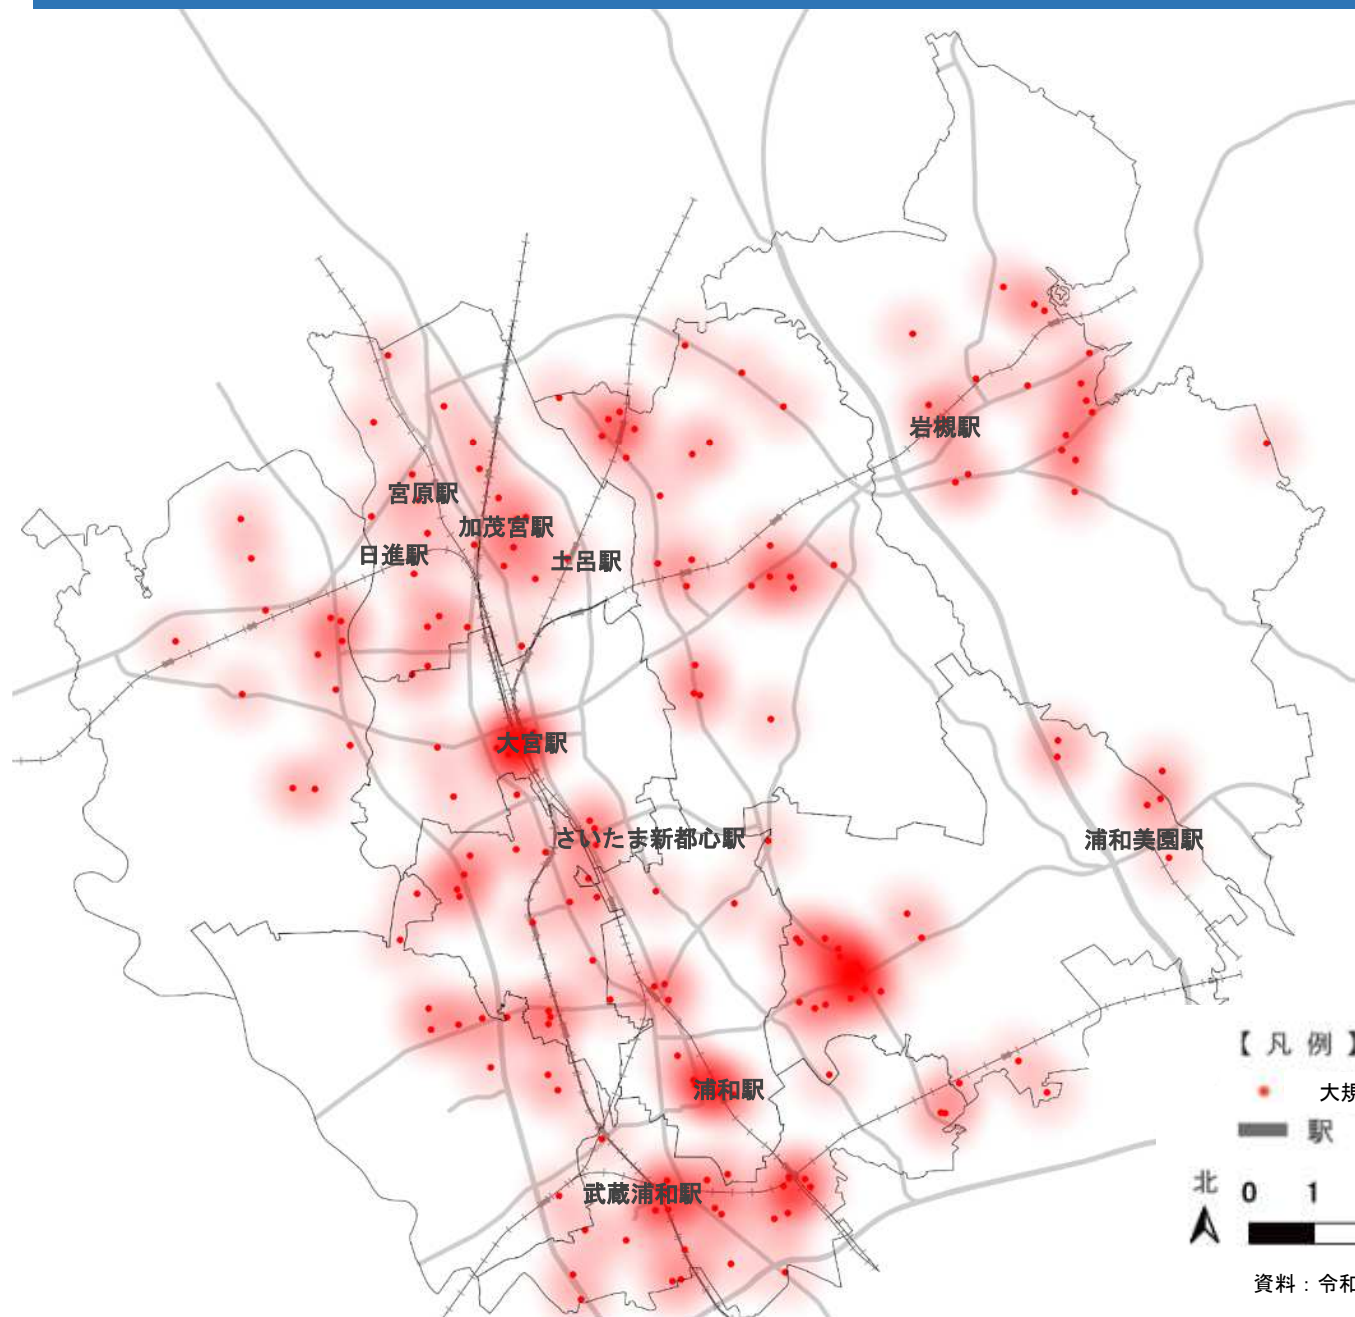 岩槻駅
宮原駅
加茂宮駅
日進駅
土呂駅
大宮駅
さいたま新都心駅
浦和美園駅
浦和駅
武蔵浦和駅
【 凡 例 】
大規
駅
北
0 1
資料：令和